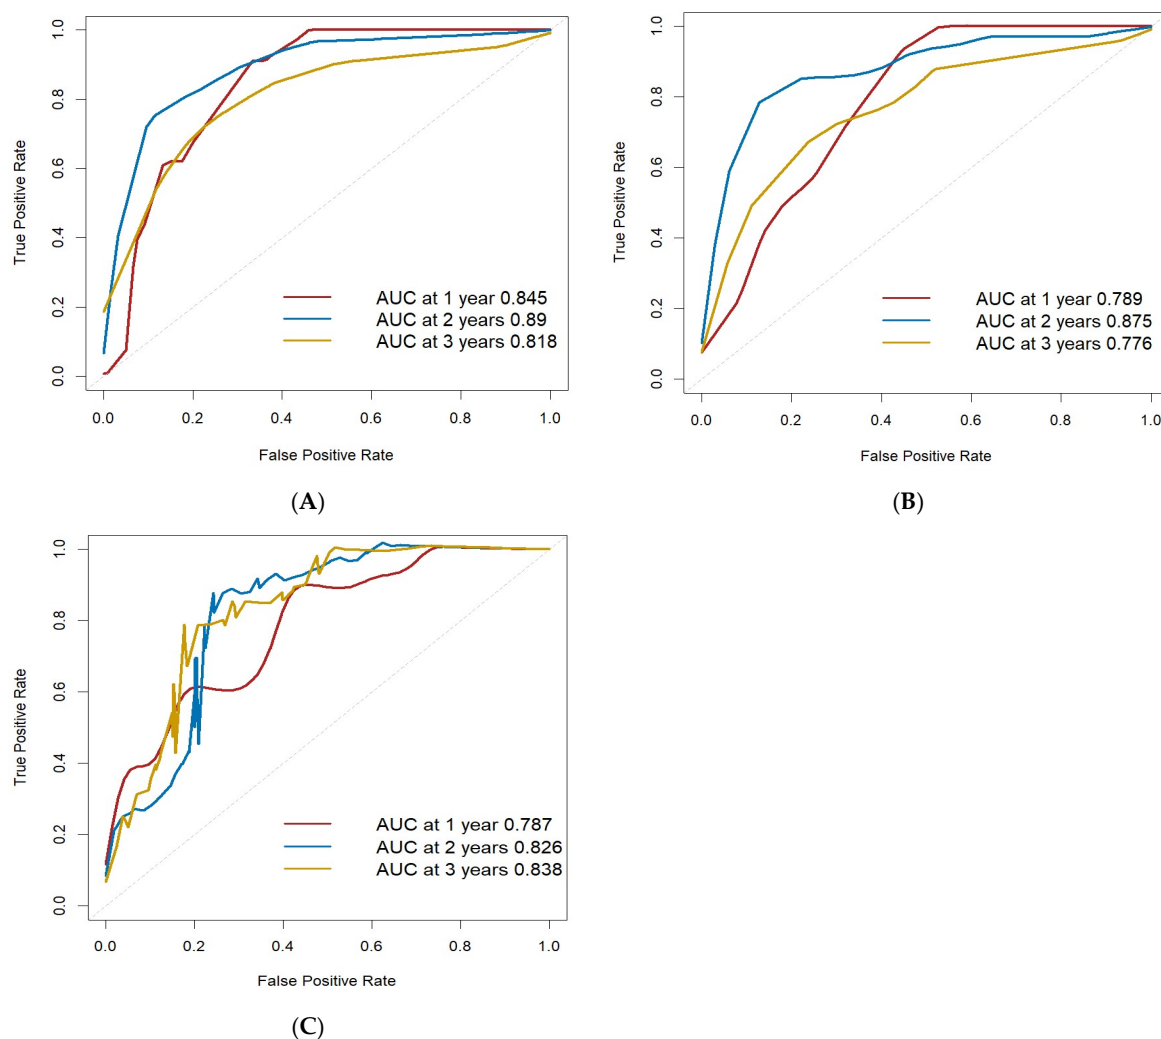 True Positive Rate
1.0
0.8
0.6
0.4
0.2
0.0
AUC at 1 year 0.845
AUC at 2 years 0.89
AUC at 3 years 0.818
0.0 0.2 0.4 0.6 0.8 1.0
False Positive Rate
(A)
True Positive Rate
1.0
0.8
0.6
0.4
0.2
0.0
AUC at 1 year 0.789
AUC at 2 years 0.875
AUC at 3 years 0.776
0.0 0.2 0.4 0.6 0.8 1.0
False Positive Rate
(B)
True Positive Rate
1.0
0.8
0.6
0.4
0.2
0.0
AUC at 1 year 0.787
AUC at 2 years 0.826
AUC at 3 years 0.838
0.0 0.2 0.4 0.6 0.8 1.0
False Positive Rate
(C)